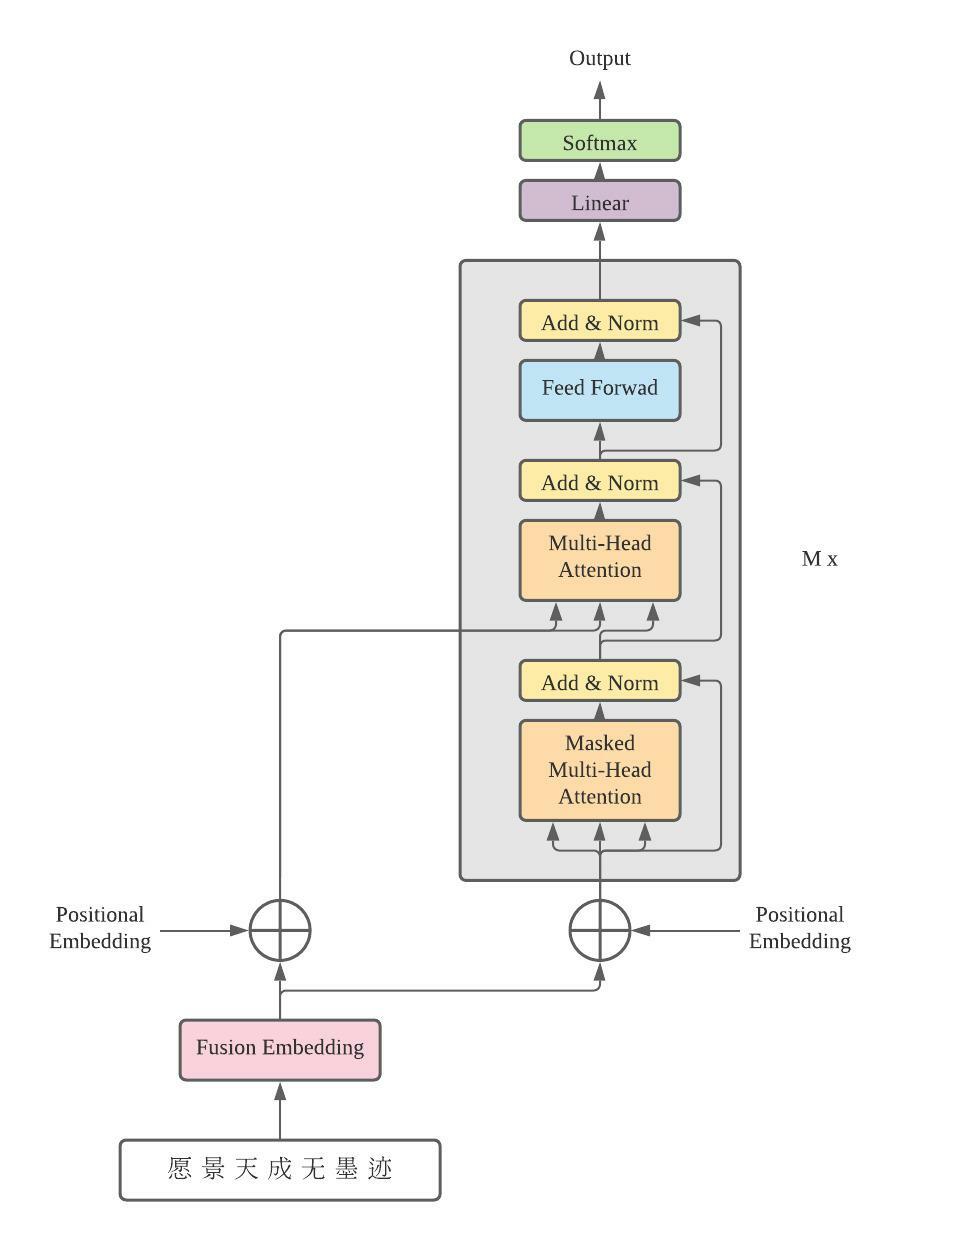 Output
Softmax
Linear
Add & Norm
Feed Forwad
Add & Norm
Multi-Head
Attention
M x
Add & Norm
Masked
Multi-Head
Attention
Positional
Embedding
Positional
Embedding
Fusion Embedding
愿景天成无墨迹